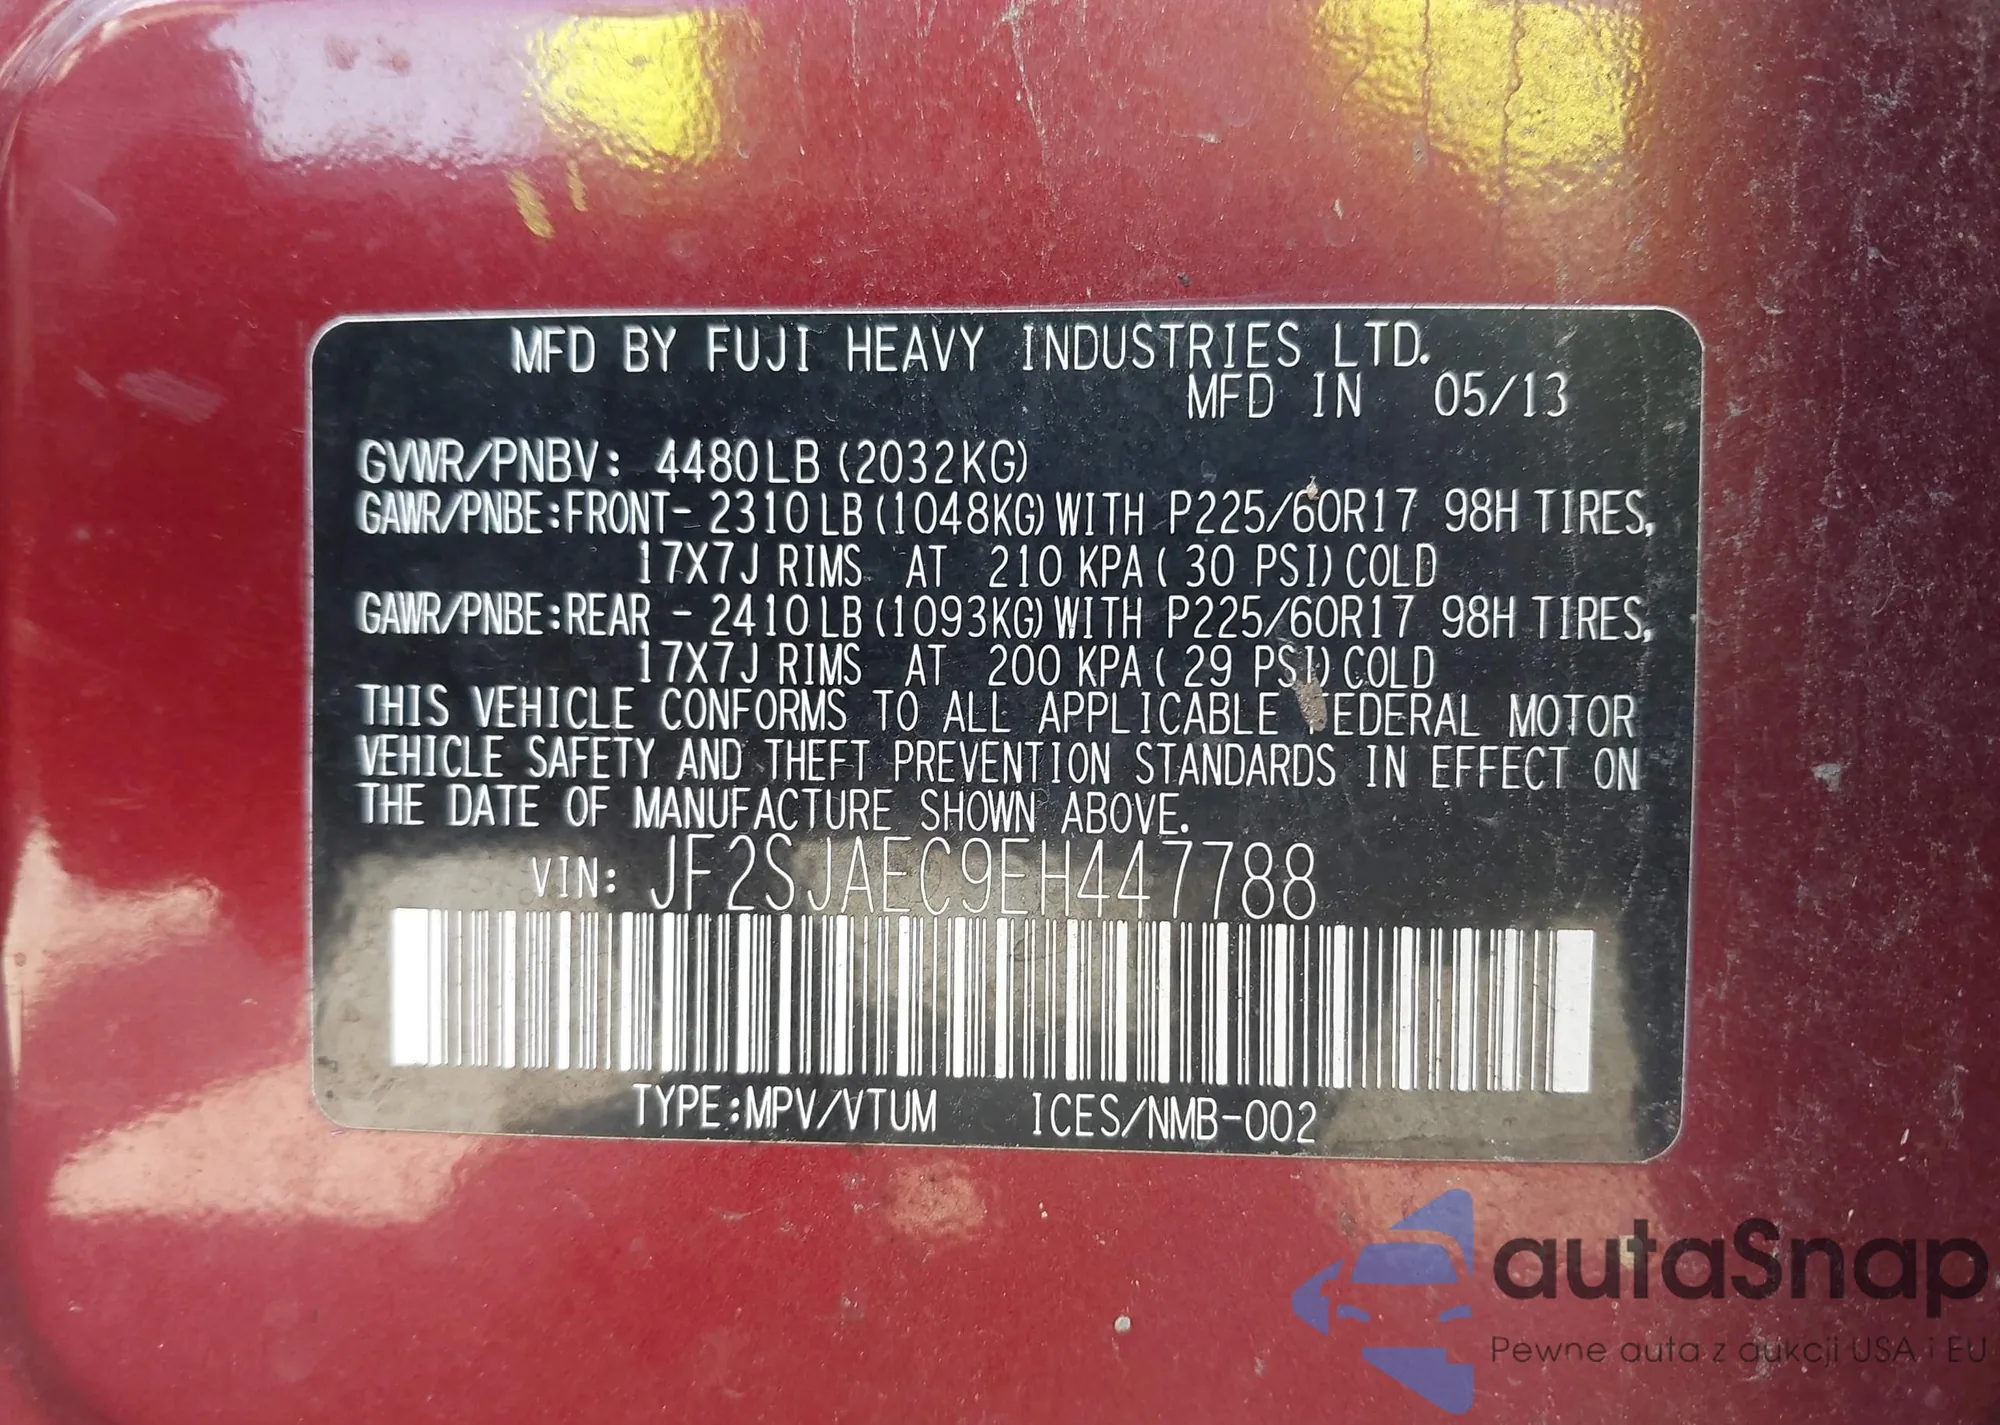 MFD BY FUJI HEAVY INDUSTRIES LTD.
MFD IN 05/13
GVWR/PNBV: 4480LB (2032KG)
GAWR/PNBE:FRONT- 2310LB (1048KG) WITH P225/60R17 98H TIRES,
17X7J RIMS AT 210 KPA ( 30 PSI) COLD
GAWR/PNBE:REAR - 2410LB (1093KG) WITH P225/60R17 98H TIRES,
17X7J RIMS AT 200 KPA ( 29 PSI) COLD
THIS VEHICLE CONFORMS TO ALL APPLICABLE FEDERAL MOTOR
VEHICLE SAFETY AND THEFT PREVENTION STANDARDS IN EFFECT ON
THE DATE OF MANUFACTURE SHOWN ABOVE.
VIN: JF2SJAEC9EH447788
TYPE:MPV/VTUM ICES/NMB-002
autaSnap
Pewne auta z aukcji USA i EU